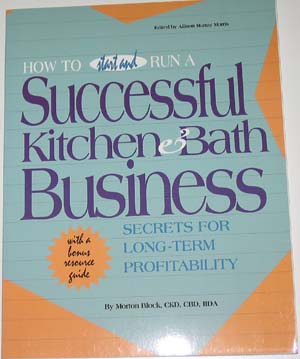 Edited by Alison Murray Morris
HOW TO start and RUN A
Successful
Kitchen & Bath
Business
SECRETS FOR
LONG-TERM
PROFITABILITY
with a
bonus
resource
guide
By Morton Block, CKD, CBD, IIDA